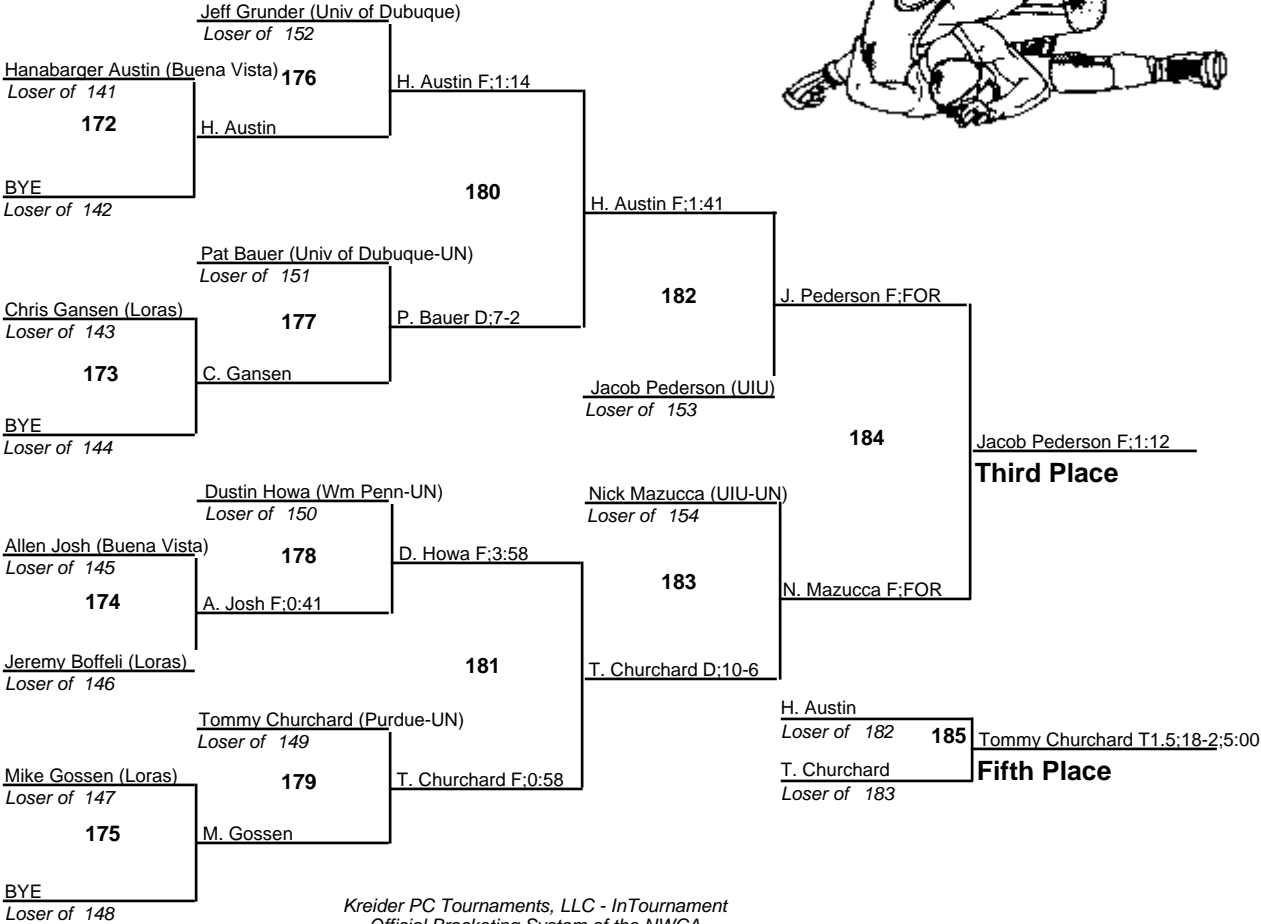 Jeff Grunder (Univ of Dubuque)
Loser of 152
Hanabarger Austin (Buena Vista)
176
Loser of 141
H. Austin F;1:14
172
H. Austin
BYE
Loser of 142
180
H. Austin F;1:41
Pat Bauer (Univ of Dubuque-UN)
Loser of 151
Chris Gansen (Loras)
Loser of 143
177
P. Bauer D;7-2
182
J. Pederson F;FOR
173
C. Gansen
Jacob Pederson (UIU)
Loser of 153
BYE
Loser of 144
184
Jacob Pederson F;1:12
Third Place
Dustin Howa (Wm Penn-UN)
Loser of 150
Nick Mazucca (UIU-UN)
Loser of 154
Allen Josh (Buena Vista)
Loser of 145
178
D. Howa F;3:58
174
A. Josh F;0:41
183
N. Mazucca F;FOR
Jeremy Boffeli (Loras)
Loser of 146
181
T. Churchard D;10-6
Tommy Churchard (Purdue-UN)
Loser of 149
H. Austin
Loser of 182
185
Tommy Churchard T1.5;18-2;5:00
Fifth Place
T. Churchard
Loser of 183
Mike Gossen (Loras)
Loser of 147
179
T. Churchard F;0:58
175
M. Gossen
BYE
Loser of 148
Kreider PC Tournaments, LLC - InTournament
Official Bracketing System of the NWCA